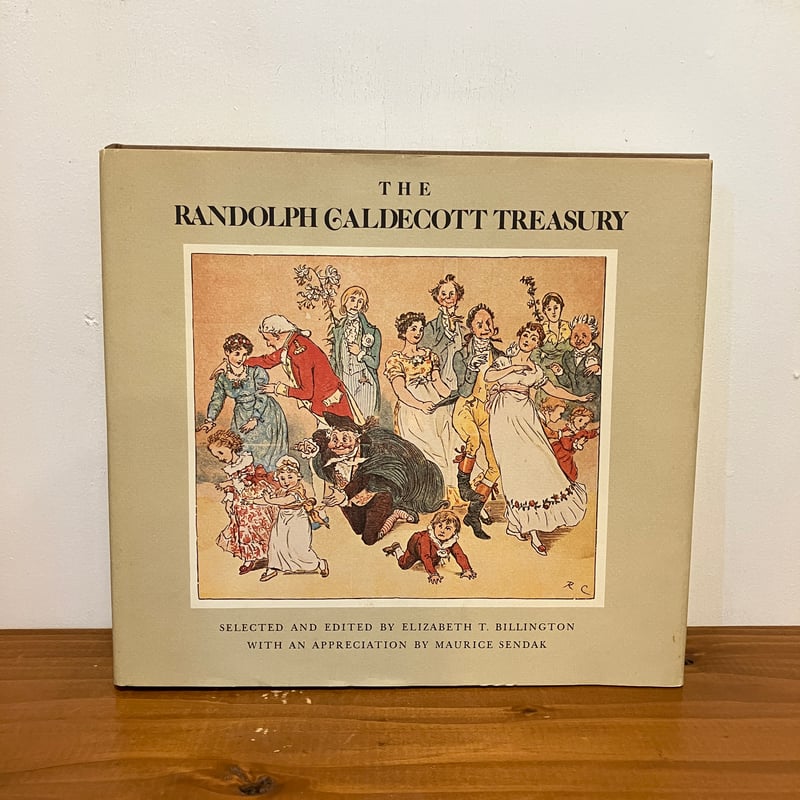 THE
RANDOLPH CALDECOTT TREASURY
R C
SELECTED AND EDITED BY ELIZABETH T. BILLINGTON
WITH AN APPRECIATION BY MAURICE SENDAK